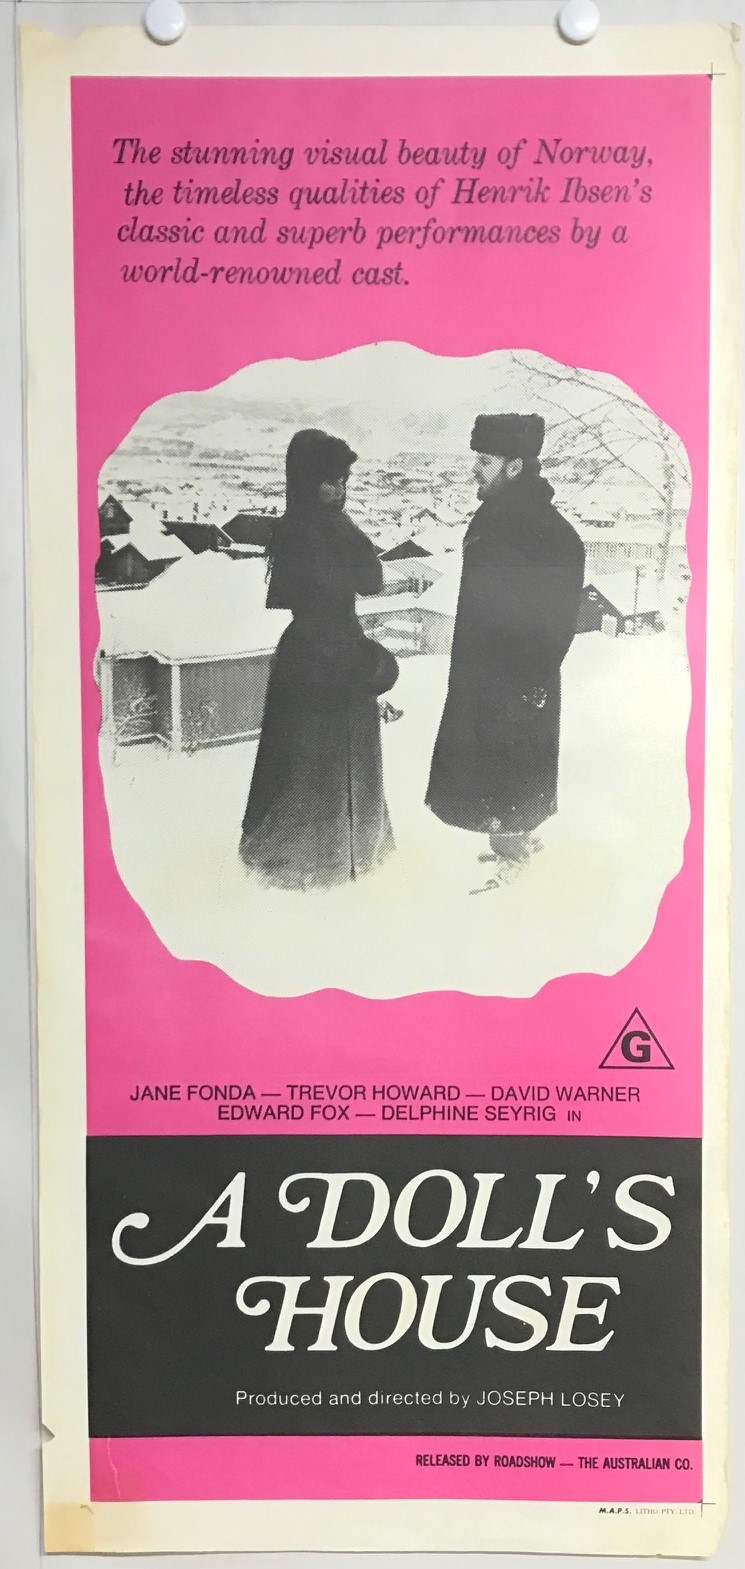 The stunning visual beauty of Norway,
the timeless qualities of Henrik Ibsen's
classic and superb performances by a
world-renowned cast.
G
JANE FONDA — TREVOR HOWARD — DAVID WARNER
EDWARD FOX — DELPHINE SEYRIG IN
A DOLL'S
HOUSE
Produced and directed by JOSEPH LOSEY
RELEASED BY ROADSHOW — THE AUSTRALIAN CO.
M.A.P.S. LITHO PTY. LTD.